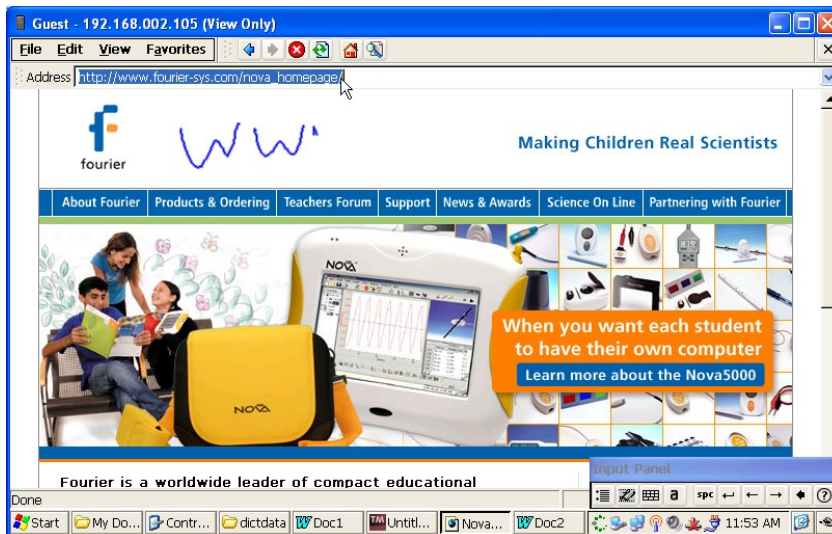 Guest - 192.168.002.105 (View Only)
File Edit View Favorites
Address http://www.fourier-sys.com/nova_homepage/
fourier
WW
Making Children Real Scientists
About Fourier Products & Ordering Teachers Forum Support News & Awards Science On Line Partnering with Fourier
NOVA
When you want each student
to have their own computer
Learn more about the Nova5000
NOVA
Fourier is a worldwide leader of compact educational
Input Panel
Done
a spc
Start My Do... Contr... dictdata Doc1 Untitl... Nova... Doc2 11:53 AM